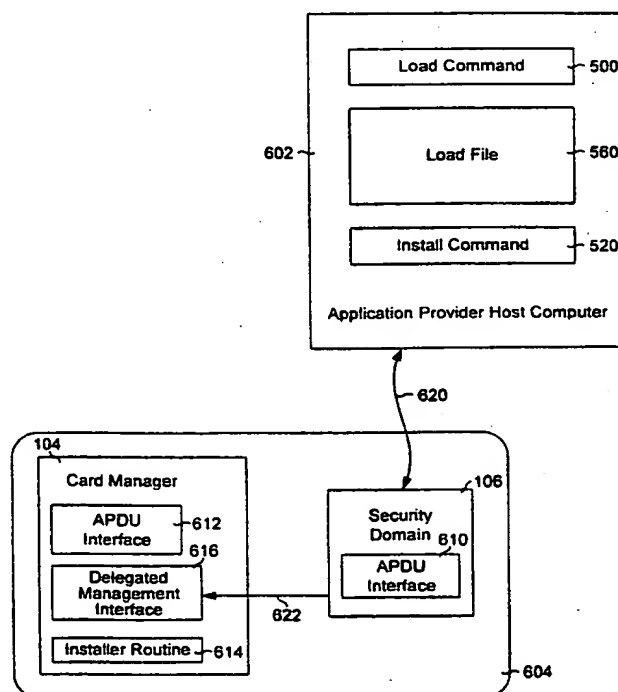 Load Command
500
602
Load File
560
Install Command
520
Application Provider Host Computer
620
104
Card Manager
106
APDU
Interface
612
Security
Domain
616
610
APDU
Interface
Delegated
Management
Interface
622
Installer Routine
614
604